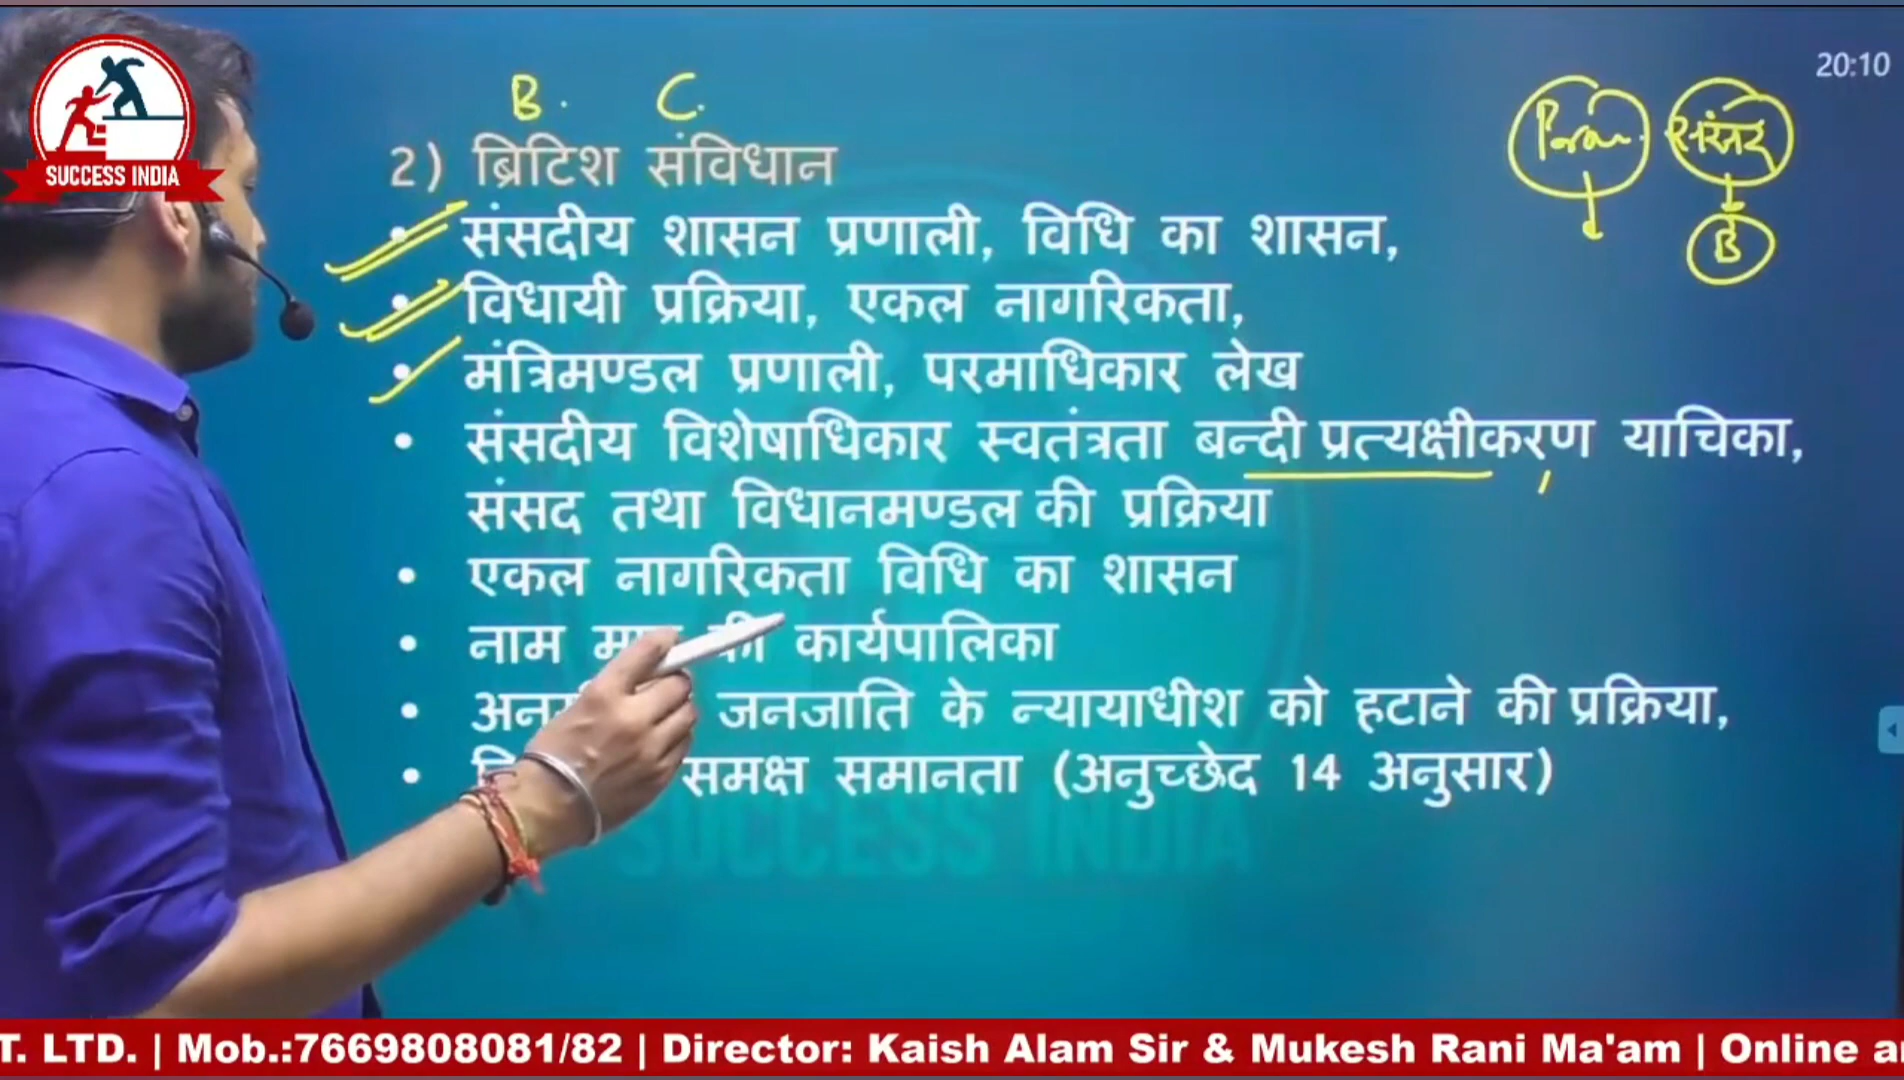 SUCCESS INDIA
20:10
B. C.
संसद
B
2) ब्रिटिश संविधान
• संसदीय शासन प्रणाली, विधि का शासन,
• विधायी प्रक्रिया, एकल नागरिकता,
• मंत्रिमण्डल प्रणाली, परमाधिकार लेख
• संसदीय विशेषाधिकार स्वतंत्रता बन्दी प्रत्यक्षीकरण याचिका,
संसद तथा विधानमण्डल की प्रक्रिया
• एकल नागरिकता विधि का शासन
• नाम की कार्यपालिका
• जनजाति के न्यायाधीश को हटाने की प्रक्रिया,
• समक्ष समानता (अनुच्छेद 14 अनुसार)
SUCCESS INDIA
T. LTD. | Mob.:7669808081/82 | Director: Kaish Alam Sir & Mukesh Rani Ma'am | Online